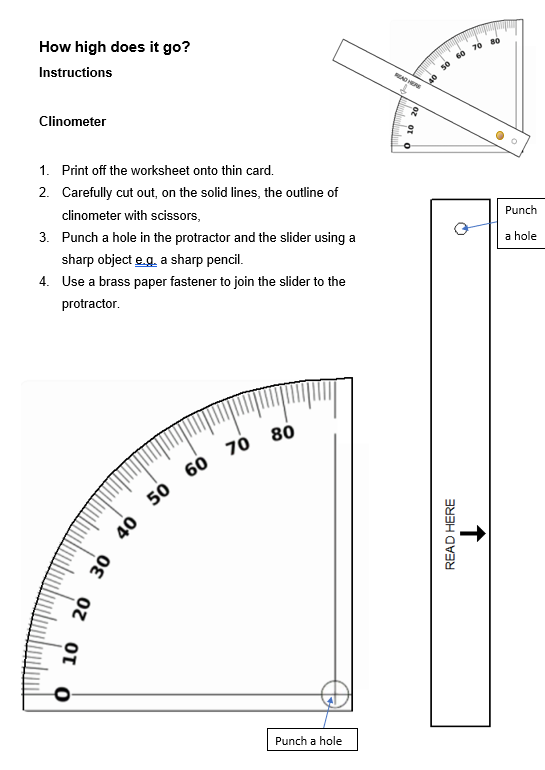 How high does it go?
Instructions
Clinometer
1. Print off the worksheet onto thin card.
2. Carefully cut out, on the solid lines, the outline of
clinometer with scissors,
3. Punch a hole in the protractor and the slider using a
sharp object e.g. a sharp pencil.
4. Use a brass paper fastener to join the slider to the
protractor.
READ HERE
0
10
20
40
50
60
70
80
Punch
a hole
READ HERE
0
10
20
30
40
50
60
70
80
Punch a hole